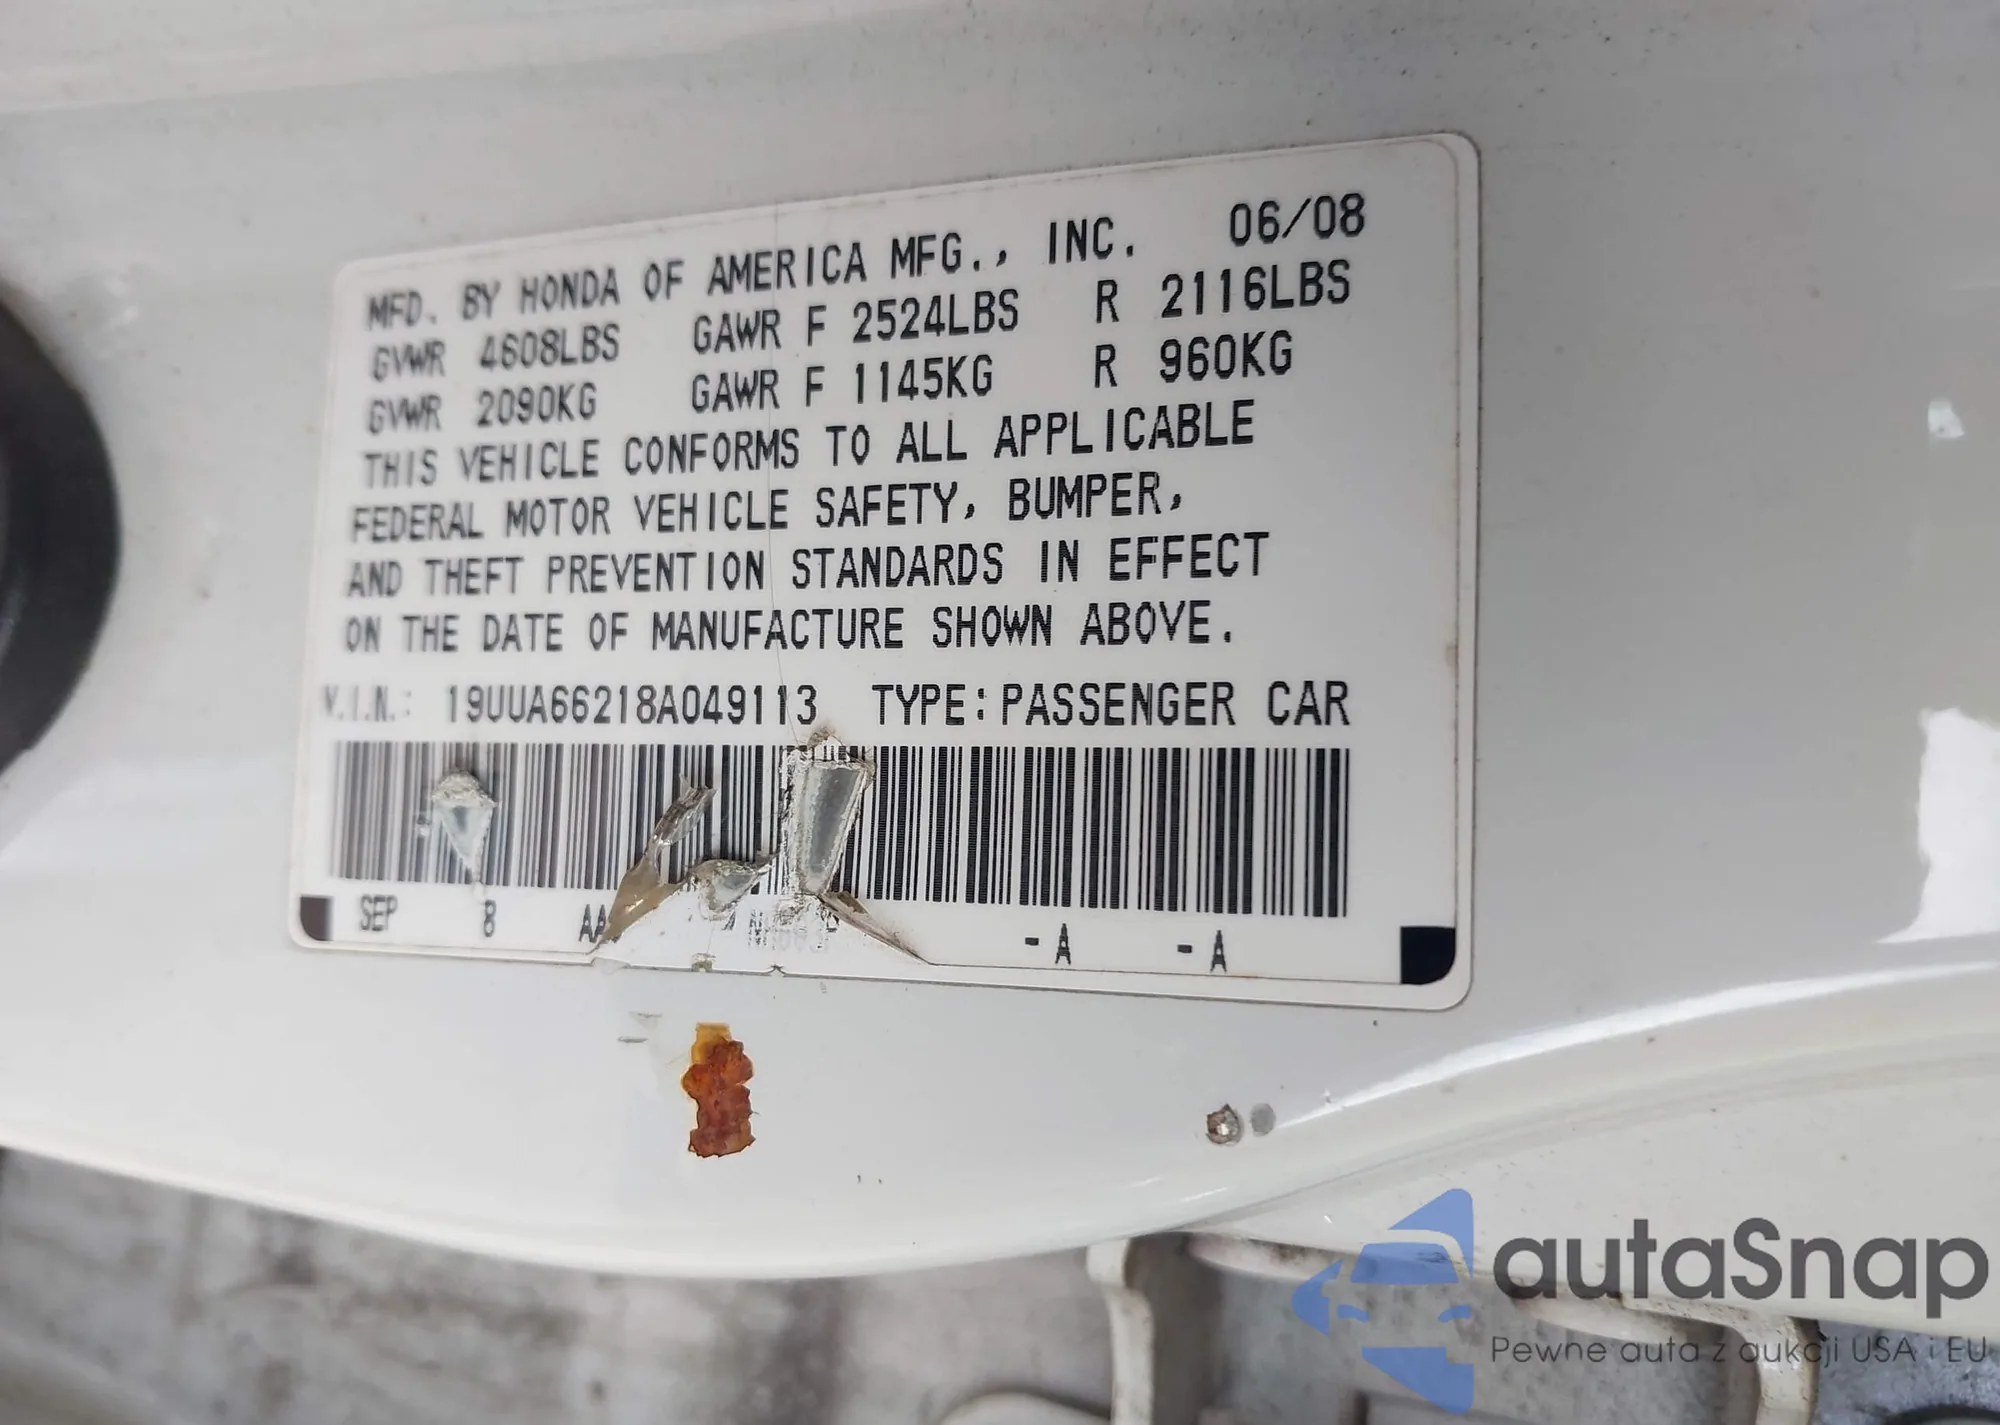 MFD. BY HONDA OF AMERICA MFG., INC. 06/08
GVWR 4608LBS GAWR F 2524LBS R 2116LBS
GVWR 2090KG GAWR F 1145KG R 960KG
THIS VEHICLE CONFORMS TO ALL APPLICABLE
FEDERAL MOTOR VEHICLE SAFETY, BUMPER,
AND THEFT PREVENTION STANDARDS IN EFFECT
ON THE DATE OF MANUFACTURE SHOWN ABOVE.
V.I.N.: 19UUA66218A049113 TYPE: PASSENGER CAR
SEP 8 AA -A -A
autaSnap
Pewne auta z aukcji USA i EU